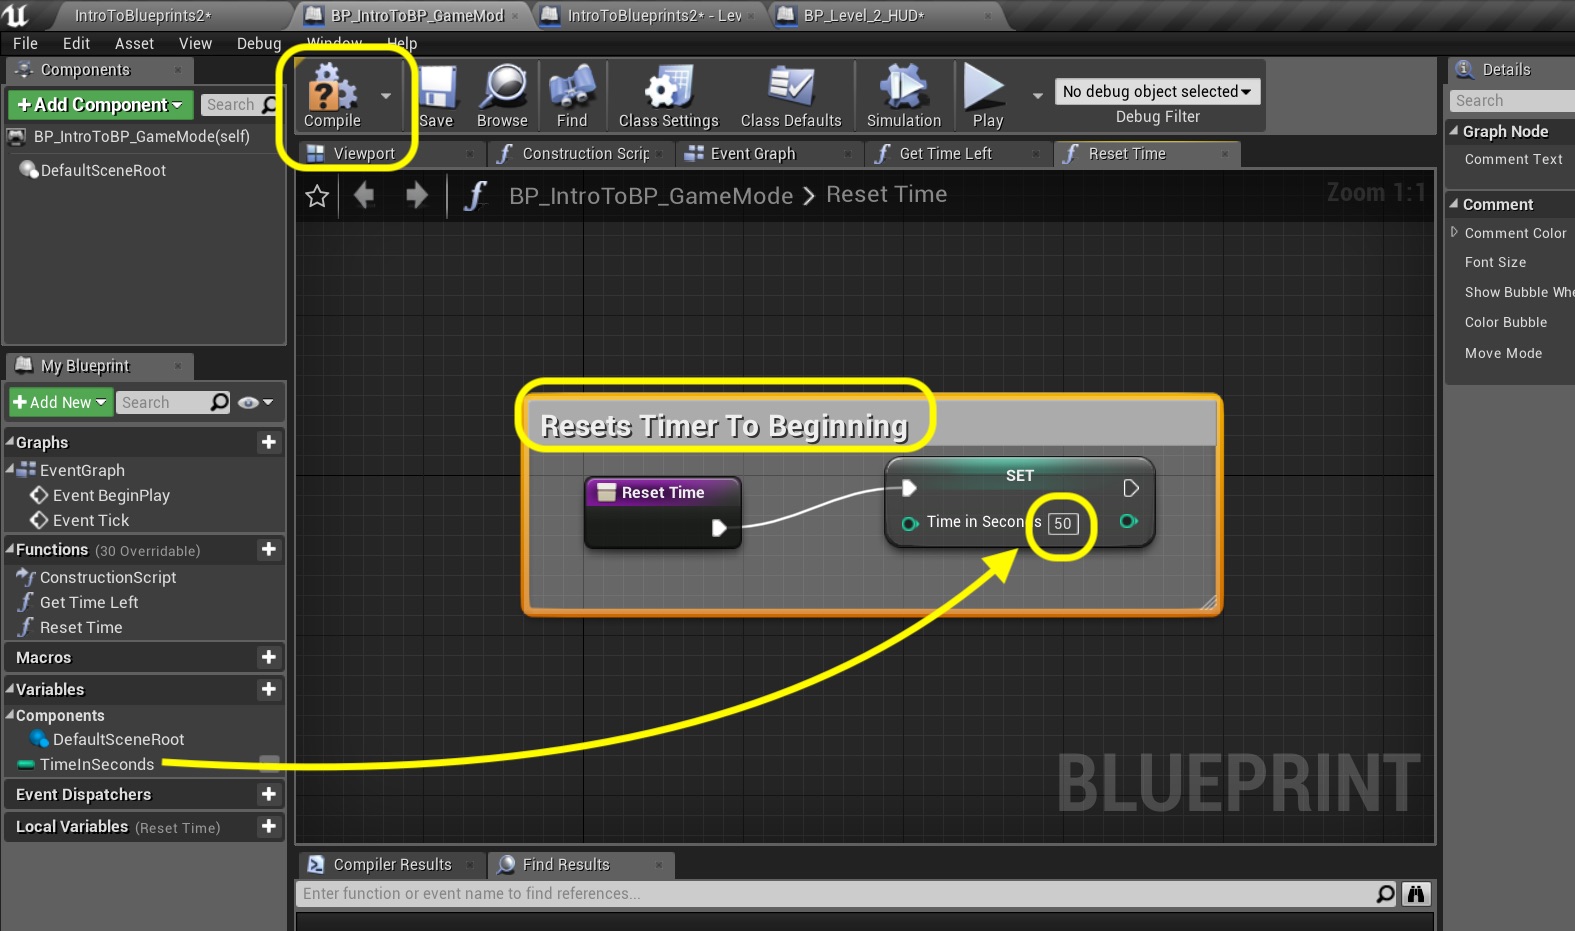 IntroToBlueprints2*
BP_IntroToBP_GameMod
IntroToBlueprints2* - Lev
BP_Level_2_HUD*
File Edit Asset View Debug Window Help
Components
Add Component
Search
BP_IntroToBP_GameMode(self)
DefaultSceneRoot
Compile
Save
Browse
Find
Class Settings
Class Defaults
Simulation
Play
No debug object selected
Debug Filter
Viewport
Construction Scrip
Event Graph
Get Time Left
Reset Time
BP_IntroToBP_GameMode > Reset Time
Zoom 1:1
My Blueprint
Add New
Search
Graphs
EventGraph
Event BeginPlay
Event Tick
Functions (30 Overridable)
ConstructionScript
Get Time Left
Reset Time
Macros
Variables
Components
DefaultSceneRoot
TimeInSeconds
Event Dispatchers
Local Variables (Reset Time)
Resets Timer To Beginning
Reset Time
SET
Time in Seconds 50
BLUEPRINT
Compiler Results
Find Results
Enter function or event name to find references...
Details
Search
Graph Node
Comment Text
Comment
Comment Color
Font Size
Show Bubble Whe
Color Bubble
Move Mode